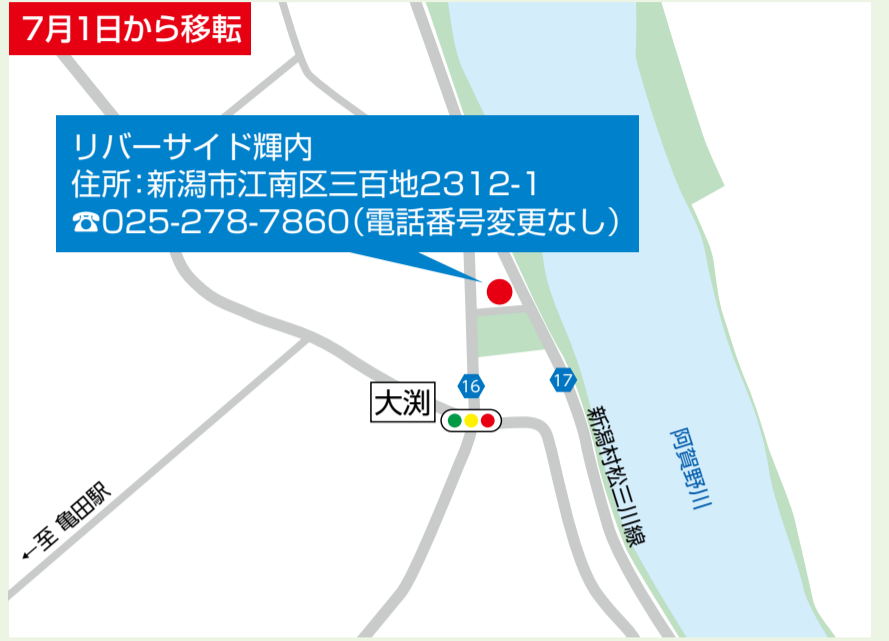 7月1日から移転
リバーサイド輝内
住所：新潟市江南区三百地2312-1
☎025-278-7860（電話番号変更なし）
16
17
大渕
新潟村松三川線
阿賀野川
←至 亀田駅